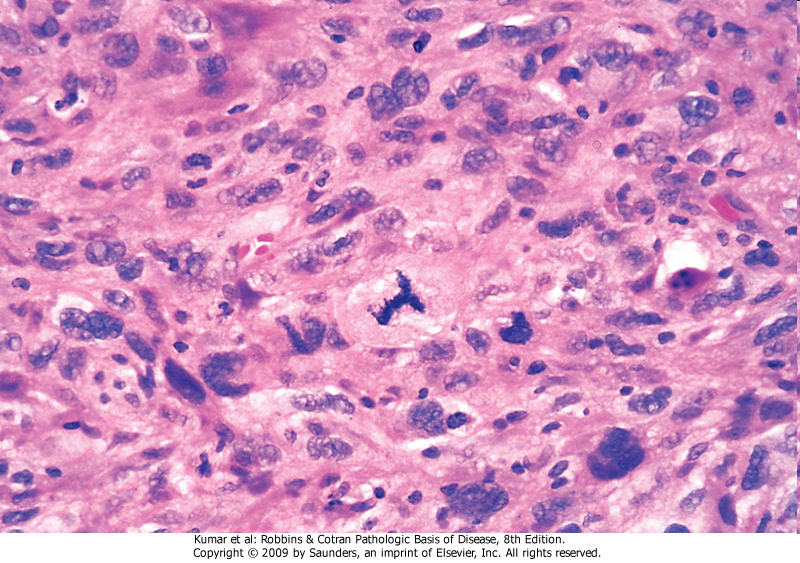 Kumar et al: Robbins & Cotran Pathologic Basis of Disease, 8th Edition.
Copyright © 2009 by Saunders, an imprint of Elsevier, Inc. All rights reserved.